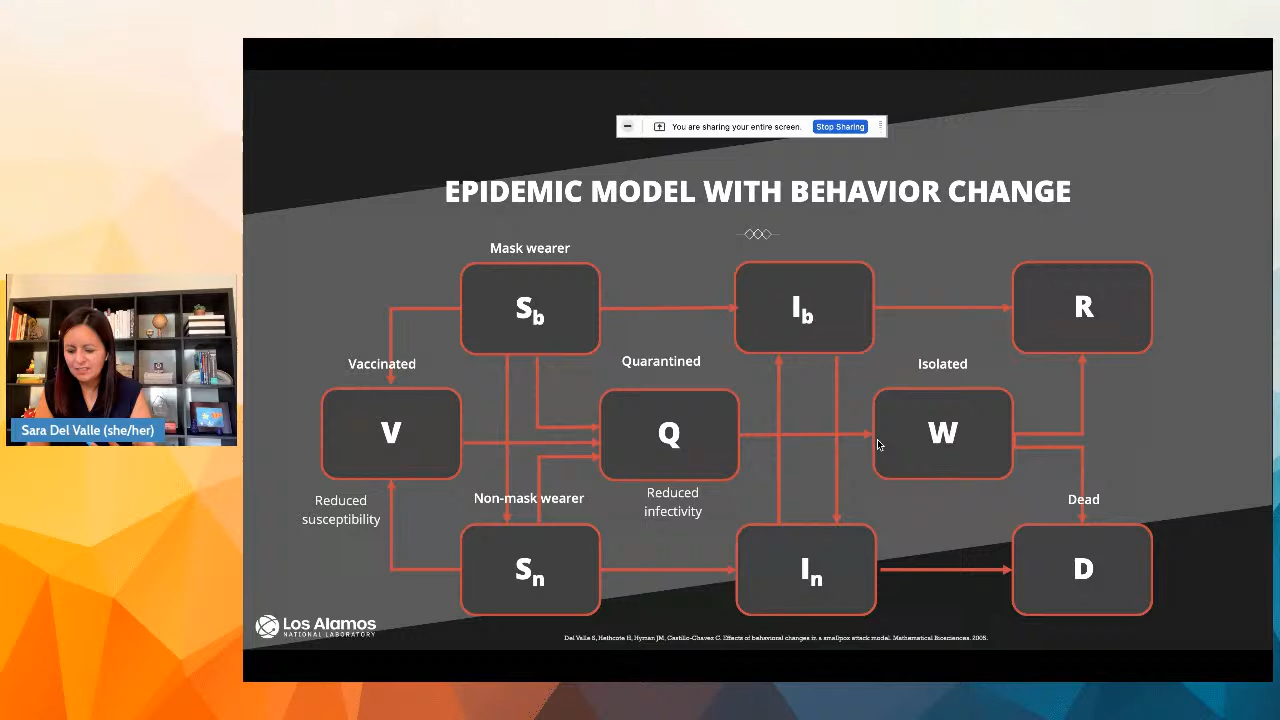 You are sharing your entire screen.
Stop Sharing
EPIDEMIC MODEL WITH BEHAVIOR CHANGE
Mask wearer
Sb
Ib
R
Vaccinated
Quarantined
Isolated
V
Q
W
Reduced
susceptibility
Non-mask wearer
Reduced
infectivity
Dead
Sn
In
D
Sara Del Valle (she/her)
Los Alamos
NATIONAL LABORATORY
Del Valle S, Hethcote H, Hyman JM, Castillo-Chavez C. Effects of behavioral changes in a smallpox attack model. Mathematical Biosciences. 2005.